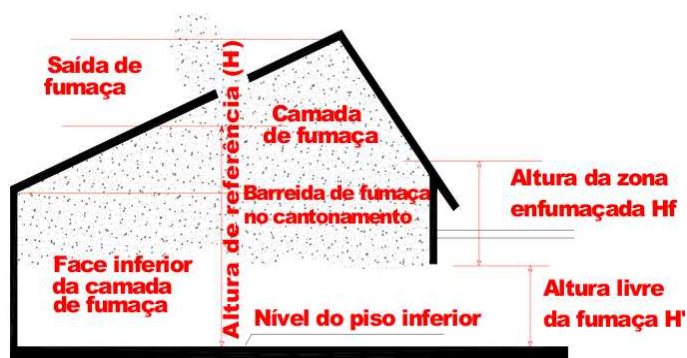 Saída de
fumaça
Altura de referência (H)
Camada
de fumaça
Barreida de fumaça
no cantonamento
Altura da zona
enfumaçada Hf
Face inferior
da camada
de fumaça
Nível do piso inferior
Altura livre
da fumaça H'